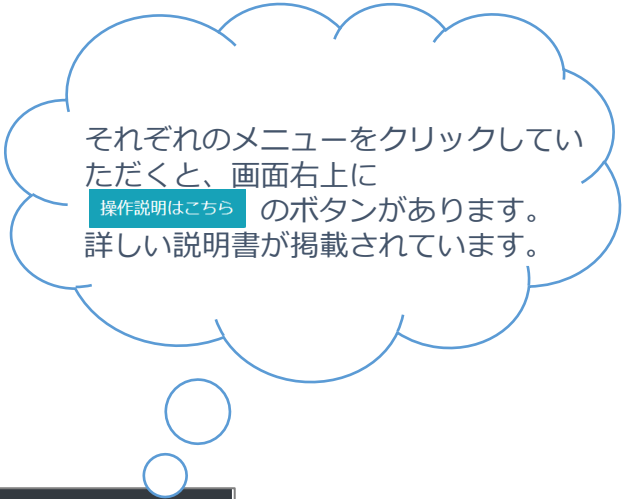 それぞれのメニューをクリックしてい
ただくと、画面右上に
操作説明はこちら のボタンがあります。
詳しい説明書が掲載されています。